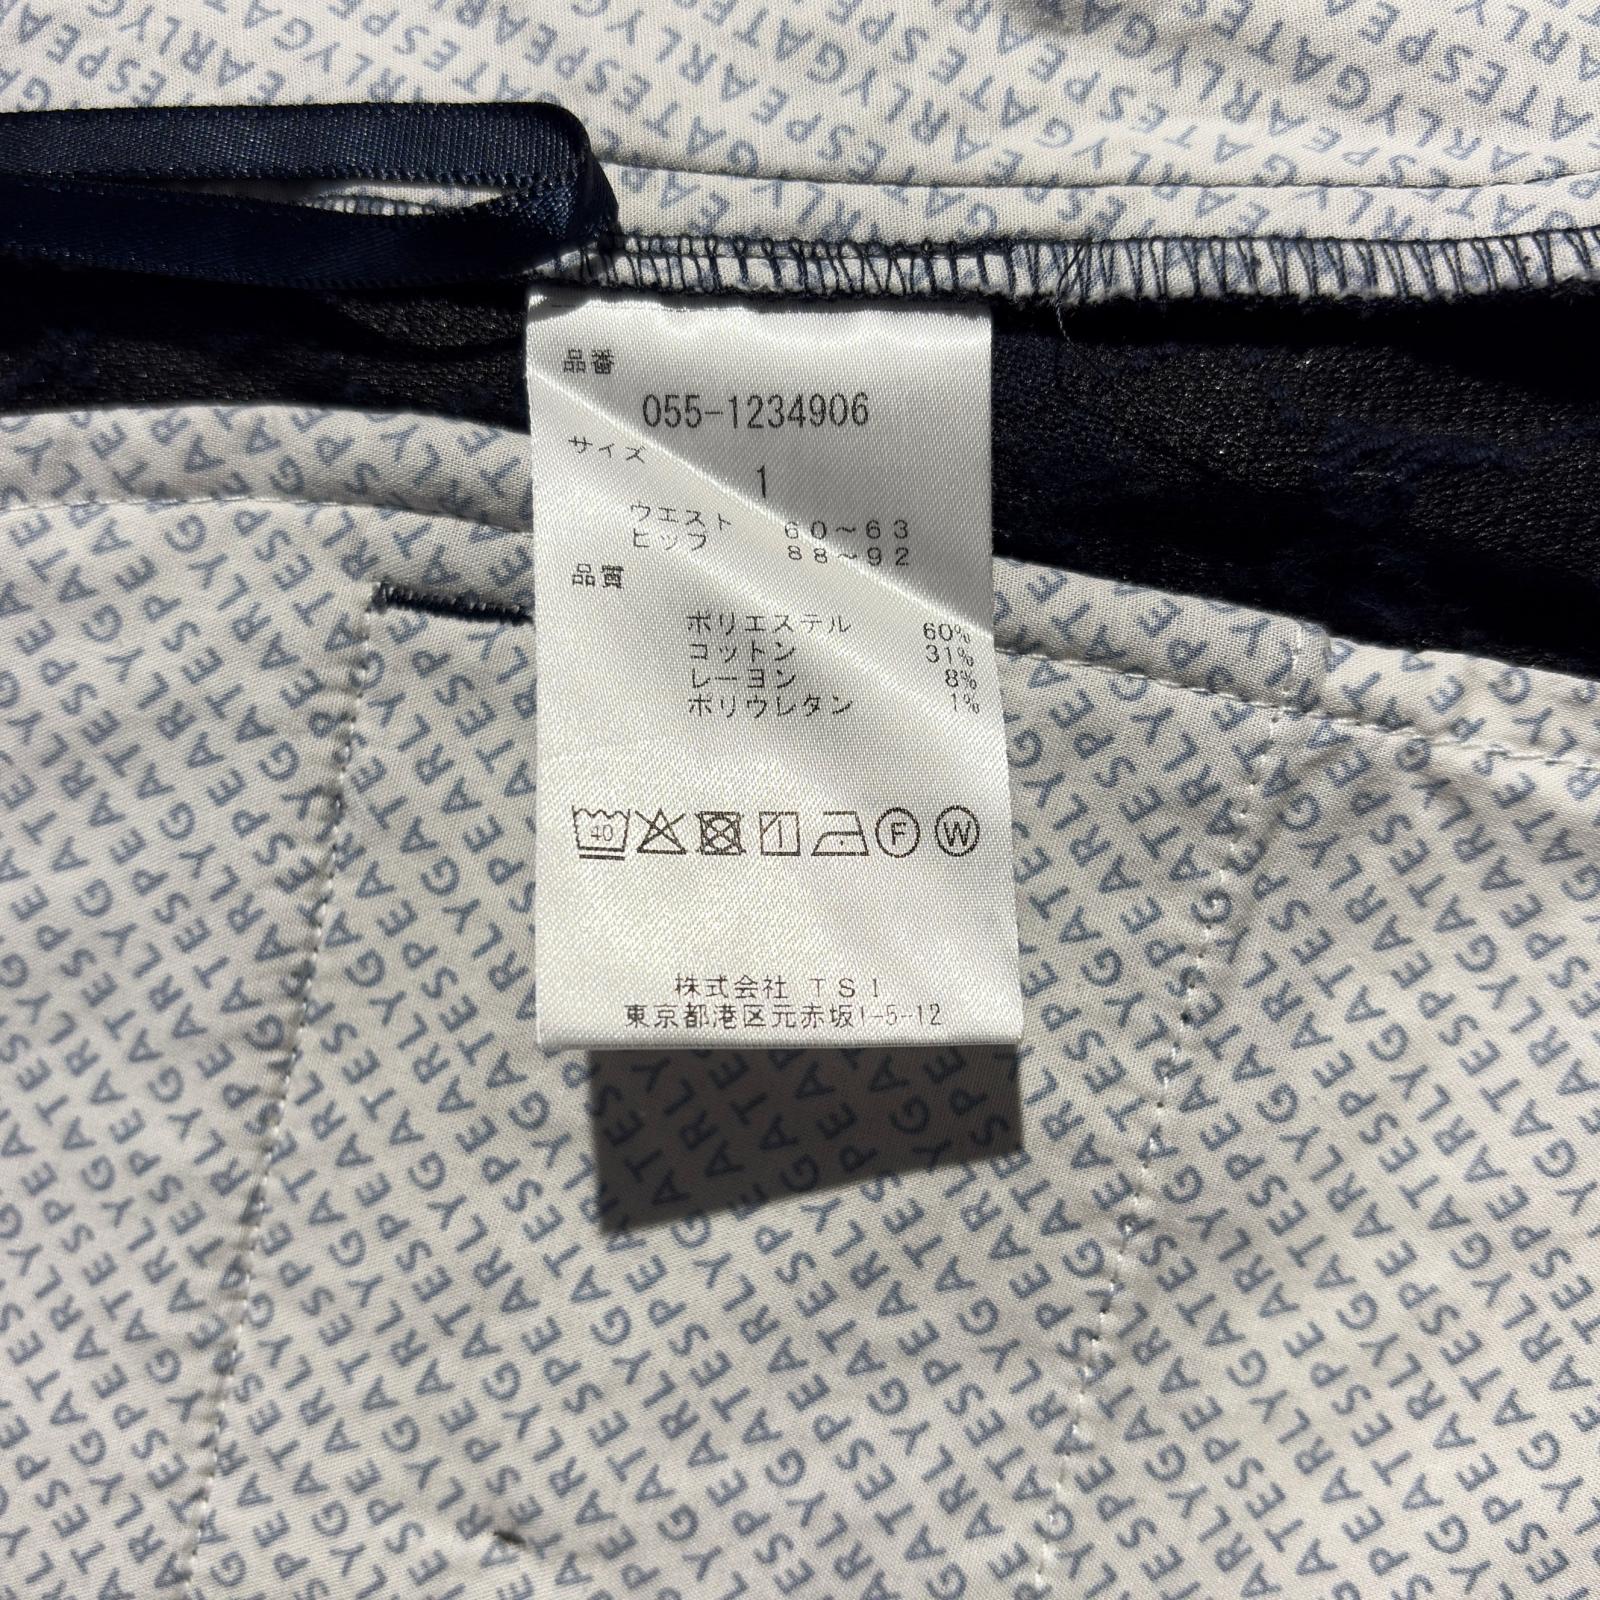 品番
055-1234906
サイズ
1
ウエスト 60~63
ヒップ 88~92
品質
ポリエステル 60%
コットン 31%
レーヨン 8%
ポリウレタン 1%
40 F W
株式会社 TSI
東京都港区元赤坂1-5-12
PEARLYGATES